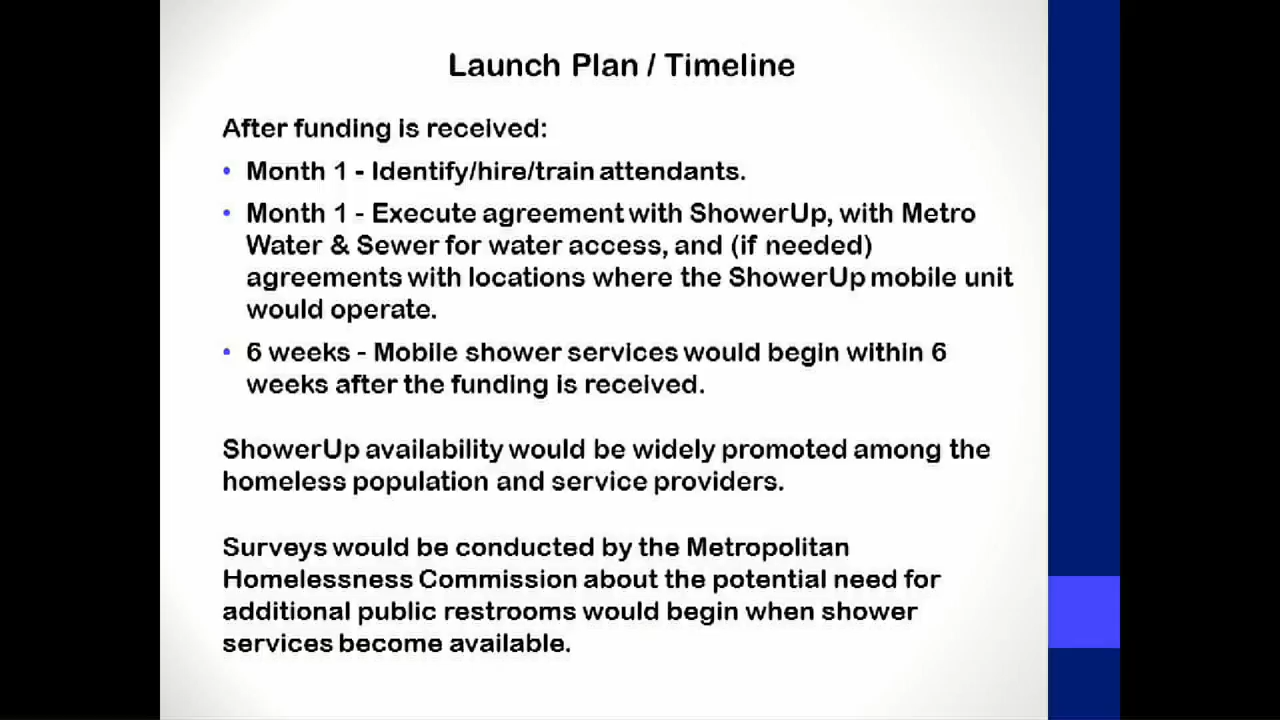 Launch Plan / Timeline
After funding is received:
• Month 1 - Identify/hire/train attendants.
• Month 1 - Execute agreement with ShowerUp, with Metro
Water & Sewer for water access, and (if needed)
agreements with locations where the ShowerUp mobile unit
would operate.
• 6 weeks - Mobile shower services would begin within 6
weeks after the funding is received.
ShowerUp availability would be widely promoted among the
homeless population and service providers.
Surveys would be conducted by the Metropolitan
Homelessness Commission about the potential need for
additional public restrooms would begin when shower
services become available.